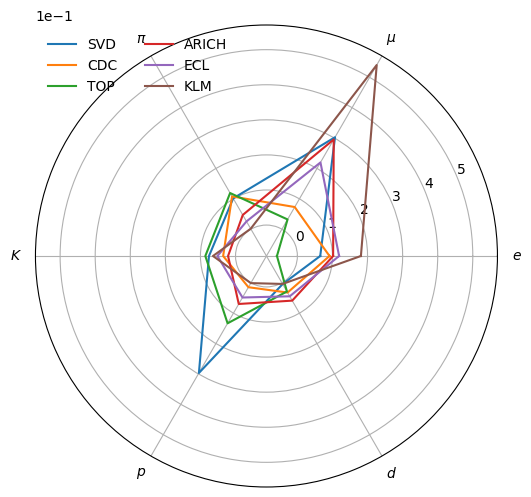 1e−1
SVD ARICH
CDC ECL
TOP KLM
π μ
5
4
3
2
1
0
K e
p d